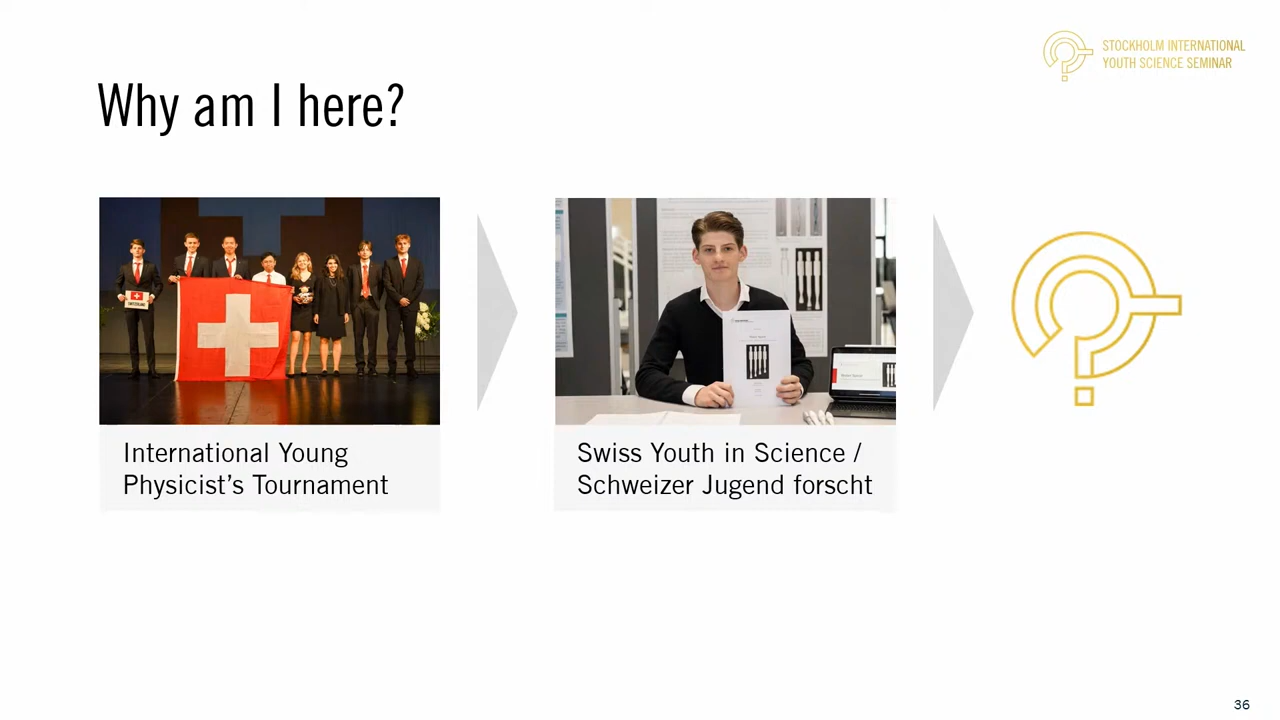 STOCKHOLM INTERNATIONAL
YOUTH SCIENCE SEMINAR
Why am I here?
SWITZERLAND
International Young
Physicist’s Tournament
Swiss Youth in Science /
Schweizer Jugend forscht
36